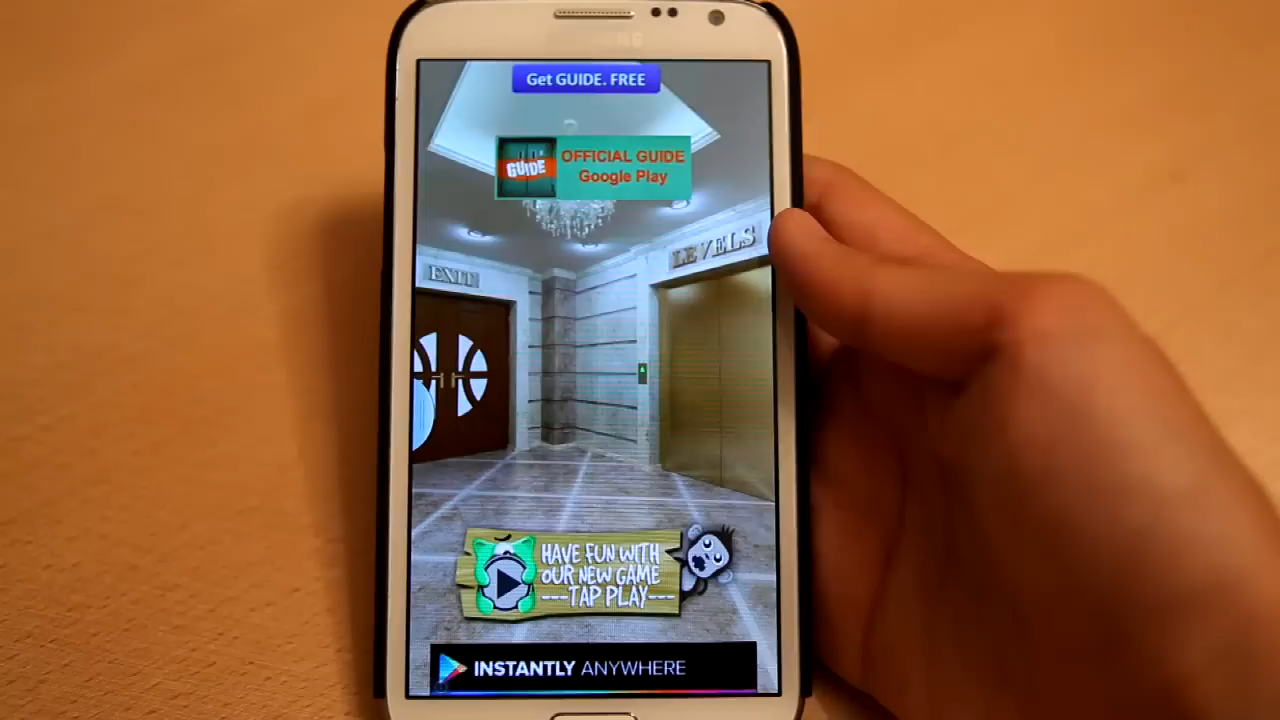 Get GUIDE. FREE
GUIDE
OFFICIAL GUIDE
Google Play
LEVELS
EXIT
HAVE FUN WITH
OUR NEW GAME
---TAP PLAY---
INSTANTLY ANYWHERE